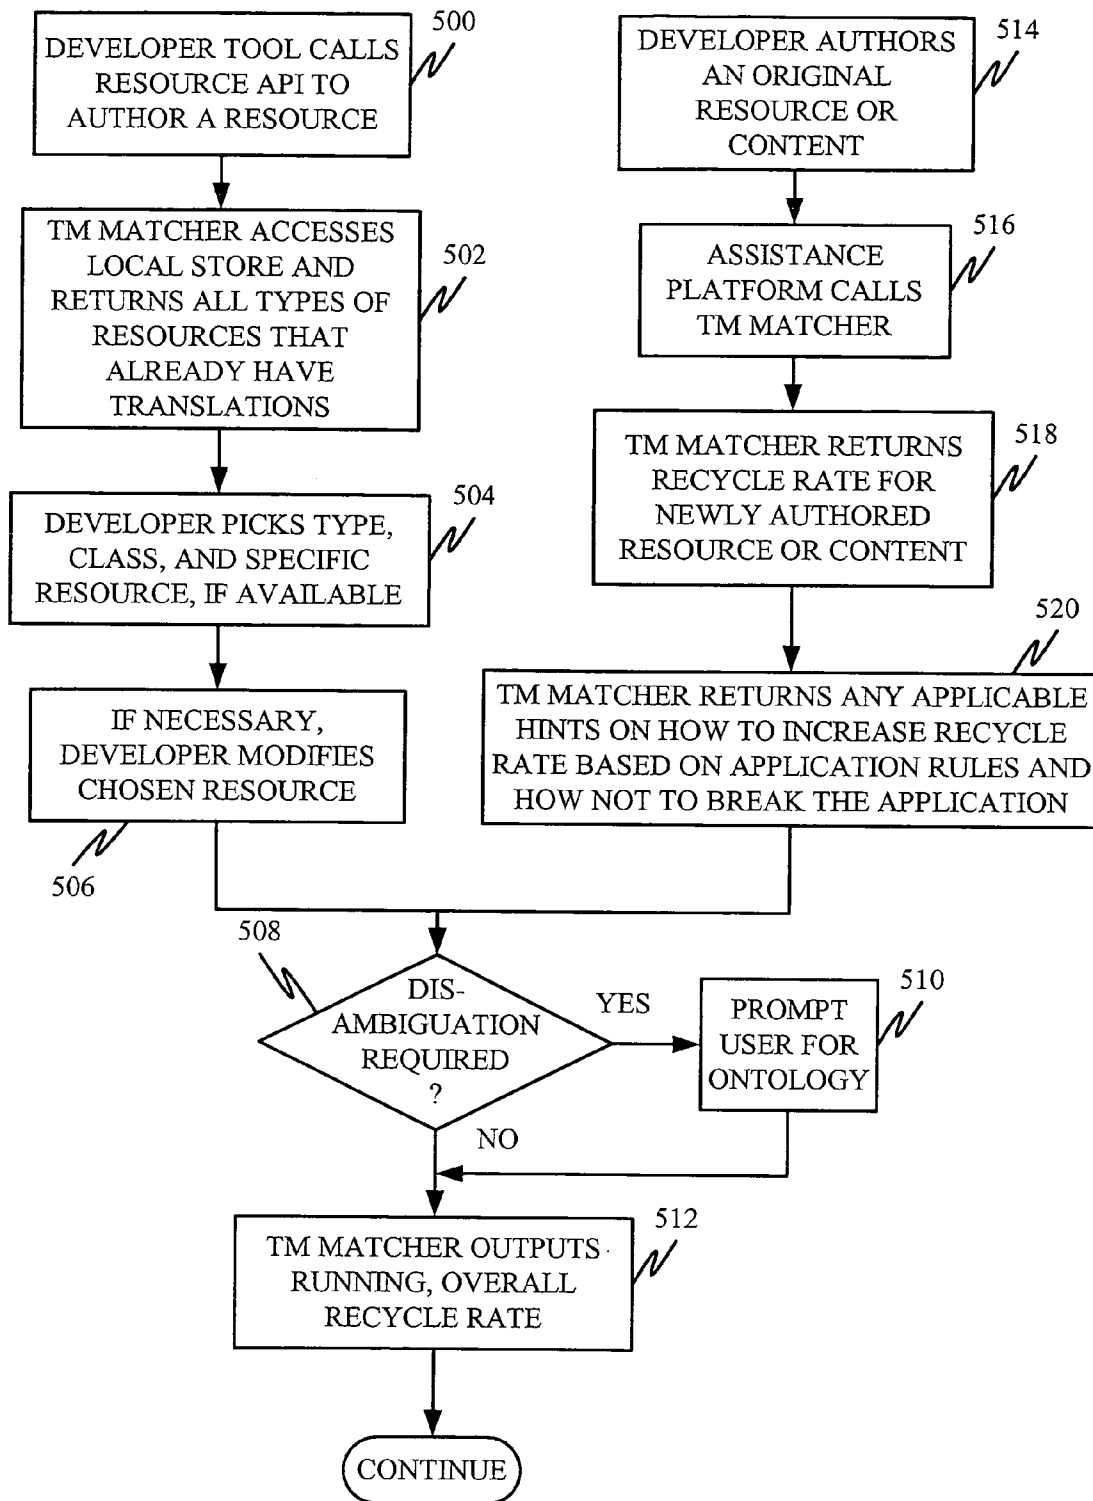 500
DEVELOPER TOOL CALLS
RESOURCE API TO
AUTHOR A RESOURCE
TM MATCHER ACCESSES
LOCAL STORE AND
RETURNS ALL TYPES OF
RESOURCES THAT
ALREADY HAVE
TRANSLATIONS
502
504
DEVELOPER PICKS TYPE,
CLASS, AND SPECIFIC
RESOURCE, IF AVAILABLE
IF NECESSARY,
DEVELOPER MODIFIES
CHOSEN RESOURCE
506
514
DEVELOPER AUTHORS
AN ORIGINAL
RESOURCE OR
CONTENT
516
ASSISTANCE
PLATFORM CALLS
TM MATCHER
518
TM MATCHER RETURNS
RECYCLE RATE FOR
NEWLY AUTHORED
RESOURCE OR CONTENT
520
TM MATCHER RETURNS ANY APPLICABLE
HINTS ON HOW TO INCREASE RECYCLE
RATE BASED ON APPLICATION RULES AND
HOW NOT TO BREAK THE APPLICATION
508
DIS-
AMBIGUATION
REQUIRED
?
YES
510
PROMPT
USER FOR
ONTOLOGY
NO
512
TM MATCHER OUTPUTS
RUNNING, OVERALL
RECYCLE RATE
CONTINUE